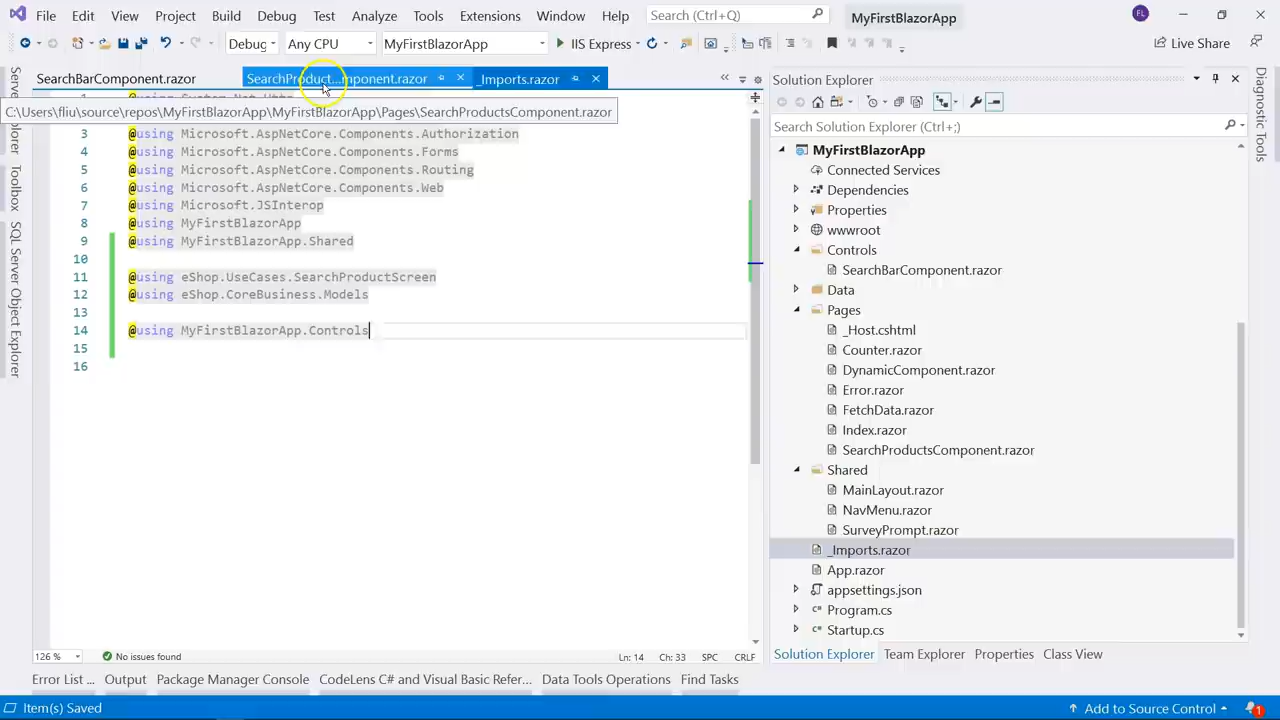 File Edit View Project Build Debug Test Analyze Tools Extensions Window Help Search (Ctrl+Q) MyFirstBlazorApp FL
Debug Any CPU MyFirstBlazorApp IIS Express Live Share
SearchBarComponent.razor SearchProduct...mponent.razor _Imports.razor
C:\Users\fliu\source\repos\MyFirstBlazorApp\MyFirstBlazorApp\Pages\SearchProductsComponent.razor
1 @using System.Net.Http
3 @using Microsoft.AspNetCore.Components.Authorization
4 @using Microsoft.AspNetCore.Components.Forms
5 @using Microsoft.AspNetCore.Components.Routing
6 @using Microsoft.AspNetCore.Components.Web
7 @using Microsoft.JSInterop
8 @using MyFirstBlazorApp
9 @using MyFirstBlazorApp.Shared
10
11 @using eShop.UseCases.SearchProductScreen
12 @using eShop.CoreBusiness.Models
13
14 @using MyFirstBlazorApp.Controls
15
16
126 % No issues found Ln: 14 Ch: 33 SPC CRLF
Error List ... Output Package Manager Console CodeLens C# and Visual Basic Refer... Data Tools Operations Find Tasks
Item(s) Saved Add to Source Control 1
Toolbox
SQL Server Object Explorer
Solution Explorer
Search Solution Explorer (Ctrl+;)
MyFirstBlazorApp
Connected Services
Dependencies
Properties
wwwroot
Controls
SearchBarComponent.razor
Data
Pages
_Host.cshtml
Counter.razor
DynamicComponent.razor
Error.razor
FetchData.razor
Index.razor
SearchProductsComponent.razor
Shared
MainLayout.razor
NavMenu.razor
SurveyPrompt.razor
_Imports.razor
App.razor
appsettings.json
Program.cs
Startup.cs
Solution Explorer Team Explorer Properties Class View
Diagnostic Tools